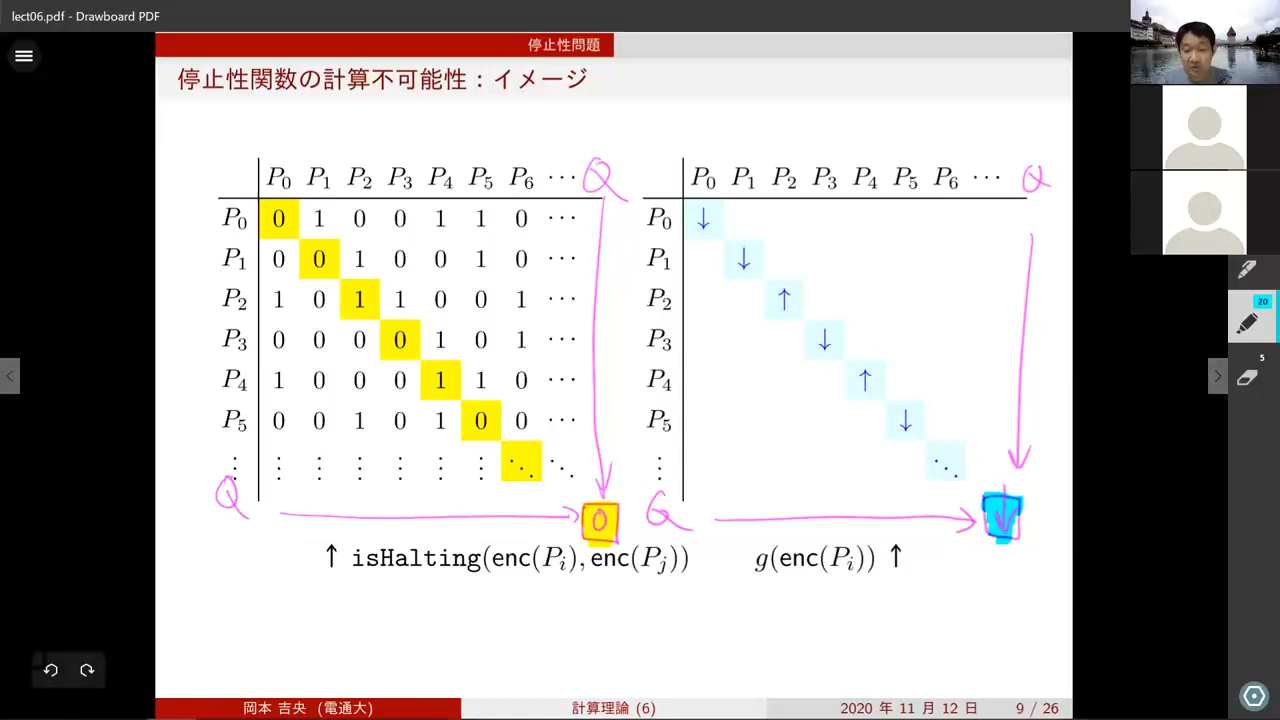 lect06.pdf - Drawboard PDF
停止性問題
停止性関数の計算不可能性：イメージ
P0 P1 P2 P3 P4 P5 P6 ⋯ Q
P0 0 1 0 0 1 1 0 ⋯
P1 0 0 1 0 0 1 0 ⋯
P2 1 0 1 1 0 0 1 ⋯
P3 0 0 0 0 1 0 1 ⋯
P4 1 0 0 0 1 1 0 ⋯
P5 0 0 1 0 1 0 0 ⋯
⋮ ⋮ ⋮ ⋮ ⋮ ⋮ ⋮ ⋱ ⋱
Q 0
↑ isHalting(enc(Pi),enc(Pj))
P0 P1 P2 P3 P4 P5 P6 ⋯ Q
P0 ↓
P1 ↓
P2 ↑
P3 ↓
P4 ↑
P5 ↓
⋮ ⋱
Q ↓
g(enc(Pi)) ↑
20
5
岡本 吉央 (電通大)
計算理論 (6)
2020 年 11 月 12 日 9 / 26